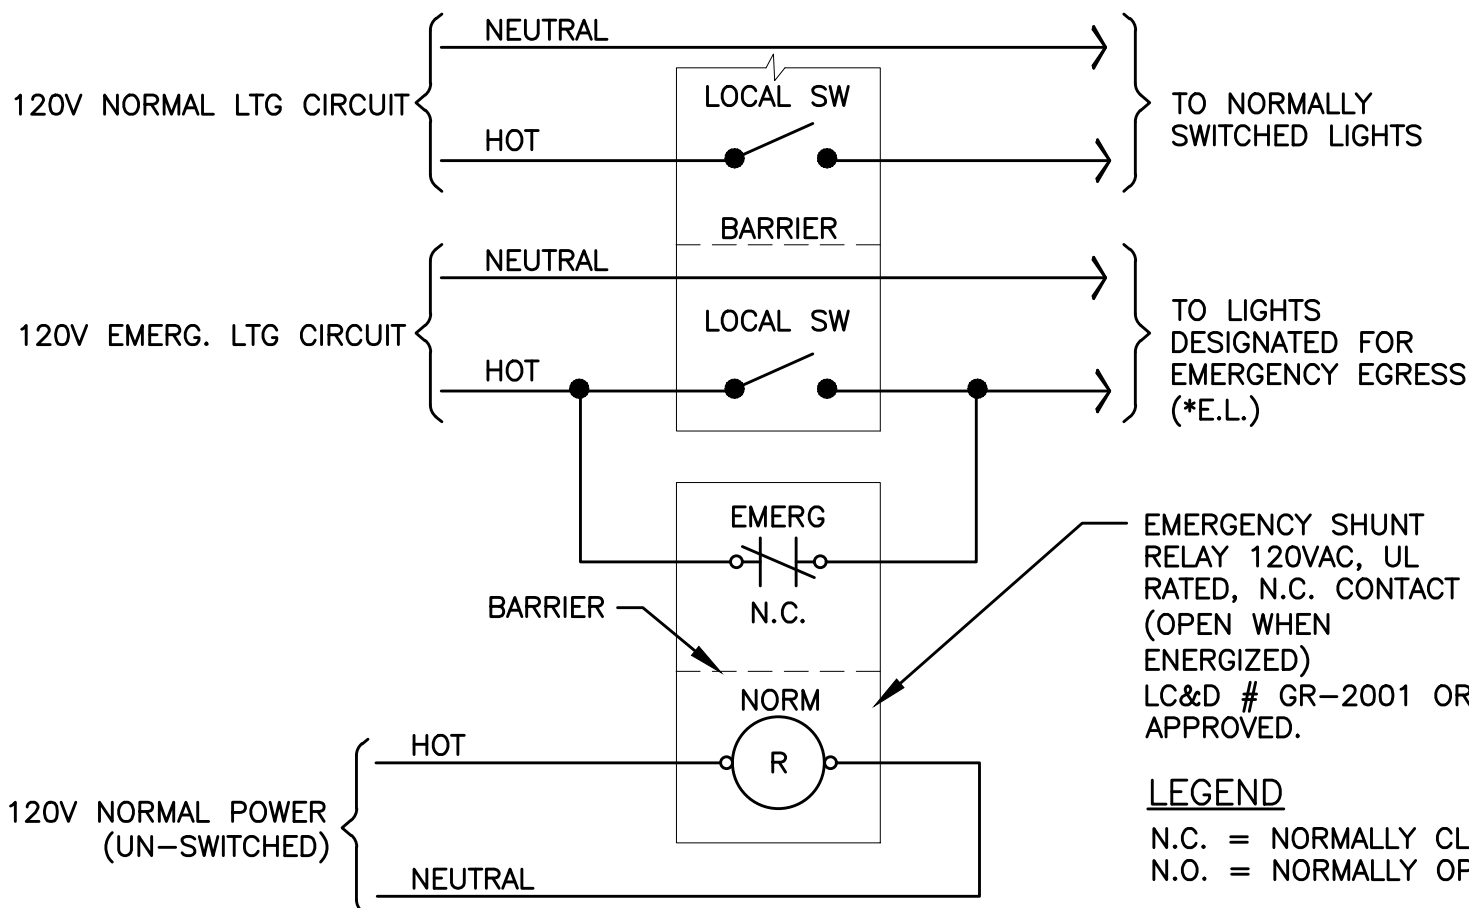 NEUTRAL
120V NORMAL LTG CIRCUIT
LOCAL SW
HOT
TO NORMALLY
SWITCHED LIGHTS
BARRIER
NEUTRAL
120V EMERG. LTG CIRCUIT
LOCAL SW
HOT
TO LIGHTS
DESIGNATED FOR
EMERGENCY EGRESS
(*E.L.)
EMERG
N.C.
BARRIER
EMERGENCY SHUNT
RELAY 120VAC, UL
RATED, N.C. CONTACT
(OPEN WHEN
ENERGIZED)
LC&D # GR-2001 OR
APPROVED.
NORM
R
HOT
120V NORMAL POWER
(UN-SWITCHED)
NEUTRAL
LEGEND
N.C. = NORMALLY CL
N.O. = NORMALLY OP